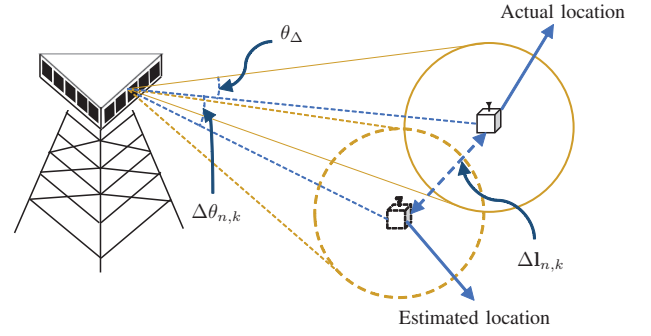 Actual location
θ_Δ
Δθ_{n,k}
Δ𝐥_{n,k}
Estimated location